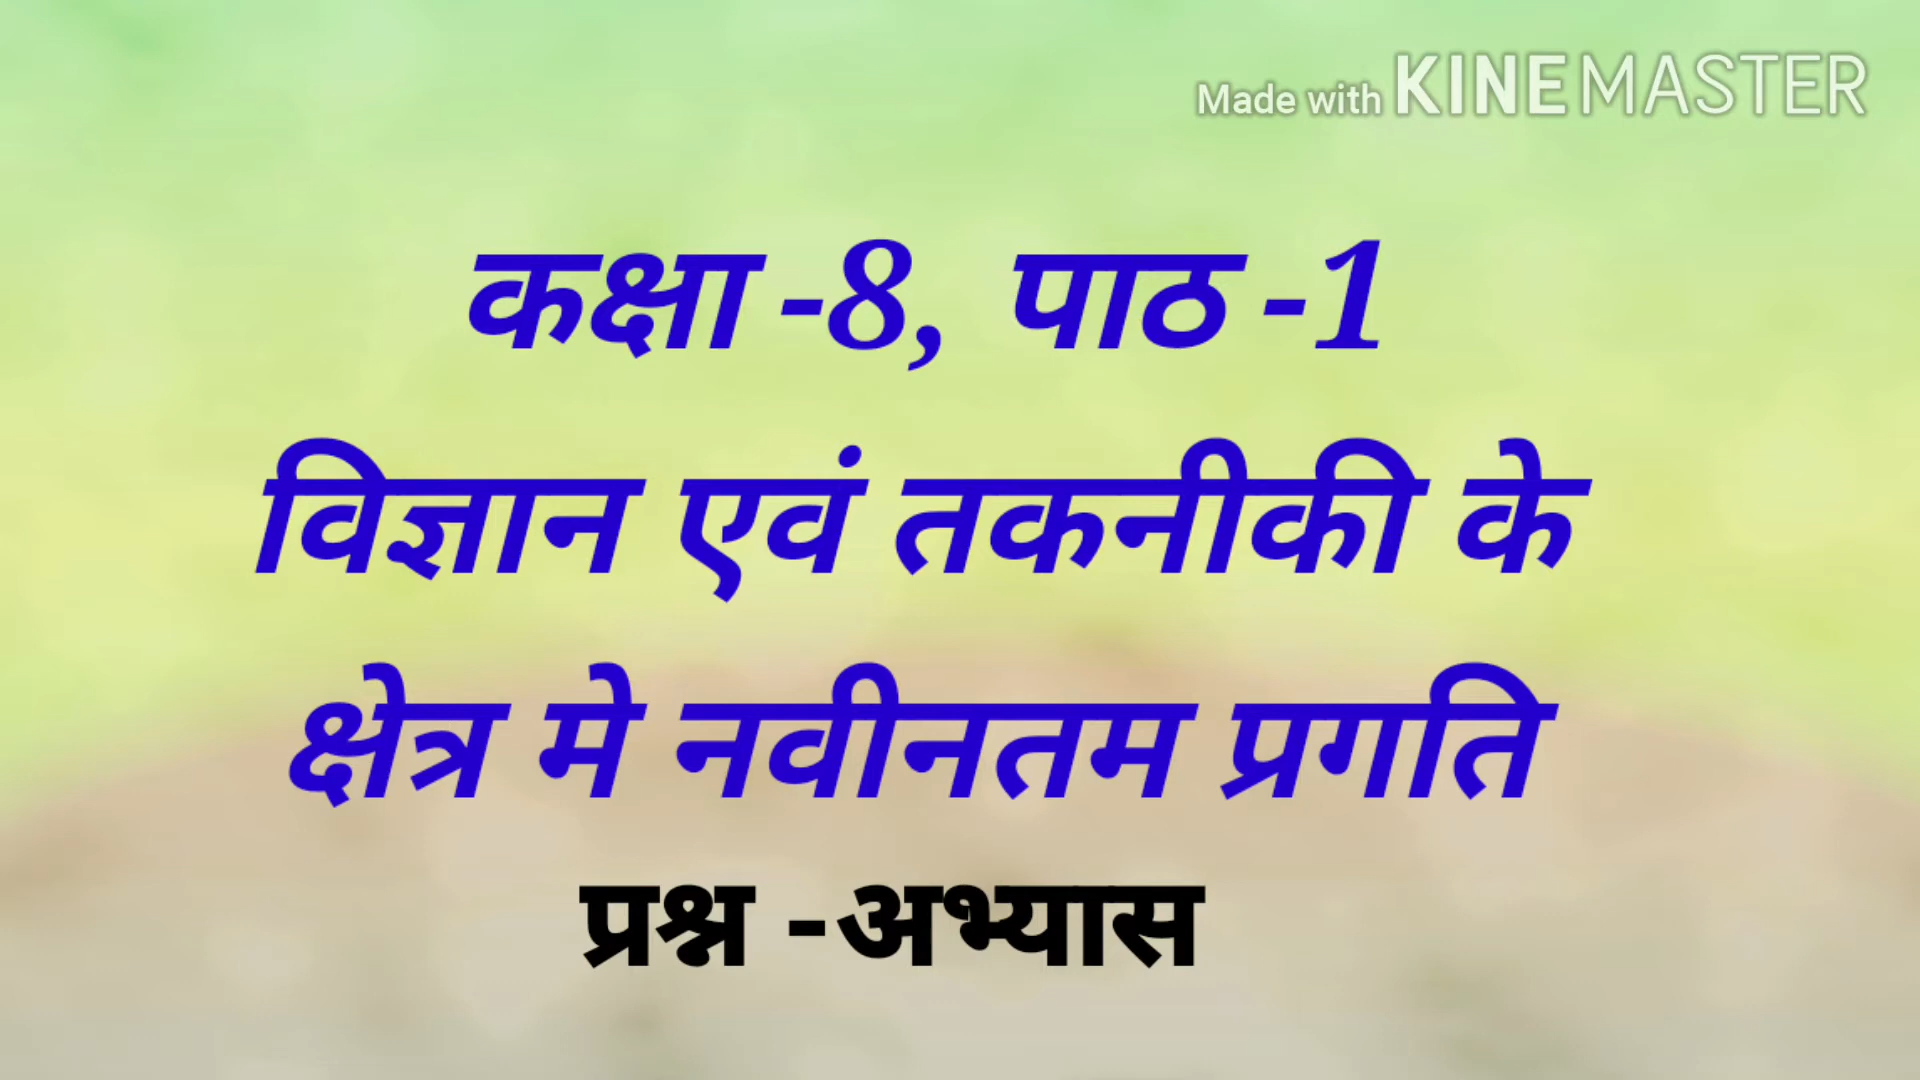 Made with KINEMASTER
कक्षा -8, पाठ -1
विज्ञान एवं तकनीकी के
क्षेत्र मे नवीनतम प्रगति
प्रश्न -अभ्यास